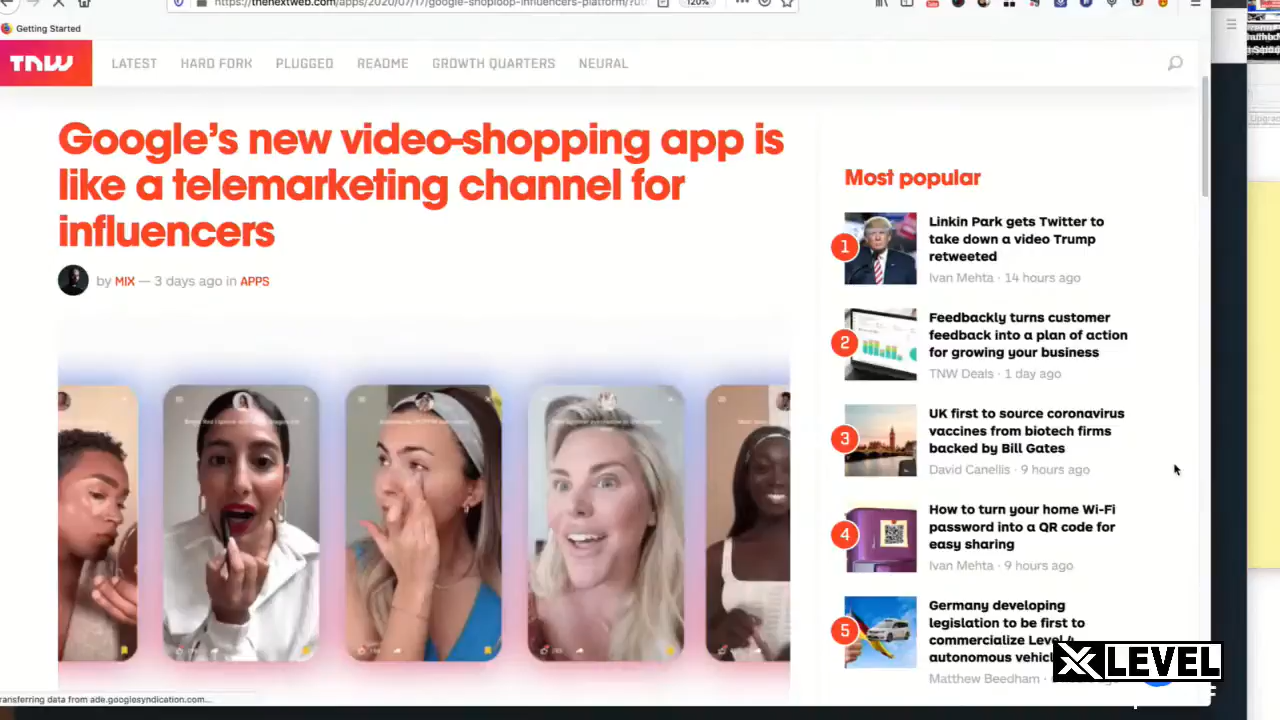 https://thenextweb.com/apps/2020/07/17/google-shoploop-influencers-platform/?
120%
Getting Started
TNW
LATEST
HARD FORK
PLUGGED
README
GROWTH QUARTERS
NEURAL
Google's new video-shopping app is
like a telemarketing channel for
influencers
by MIX — 3 days ago in APPS
Most popular
1
Linkin Park gets Twitter to
take down a video Trump
retweeted
Ivan Mehta · 14 hours ago
2
Feedbackly turns customer
feedback into a plan of action
for growing your business
TNW Deals · 1 day ago
3
UK first to source coronavirus
vaccines from biotech firms
backed by Bill Gates
David Canellis · 9 hours ago
4
How to turn your home Wi-Fi
password into a QR code for
easy sharing
Ivan Mehta · 9 hours ago
5
Germany developing
legislation to be first to
commercialize Level 4
autonomous
Matthew Beedham ·
X LEVEL
ransferring data from ade.googlesyndication.com...